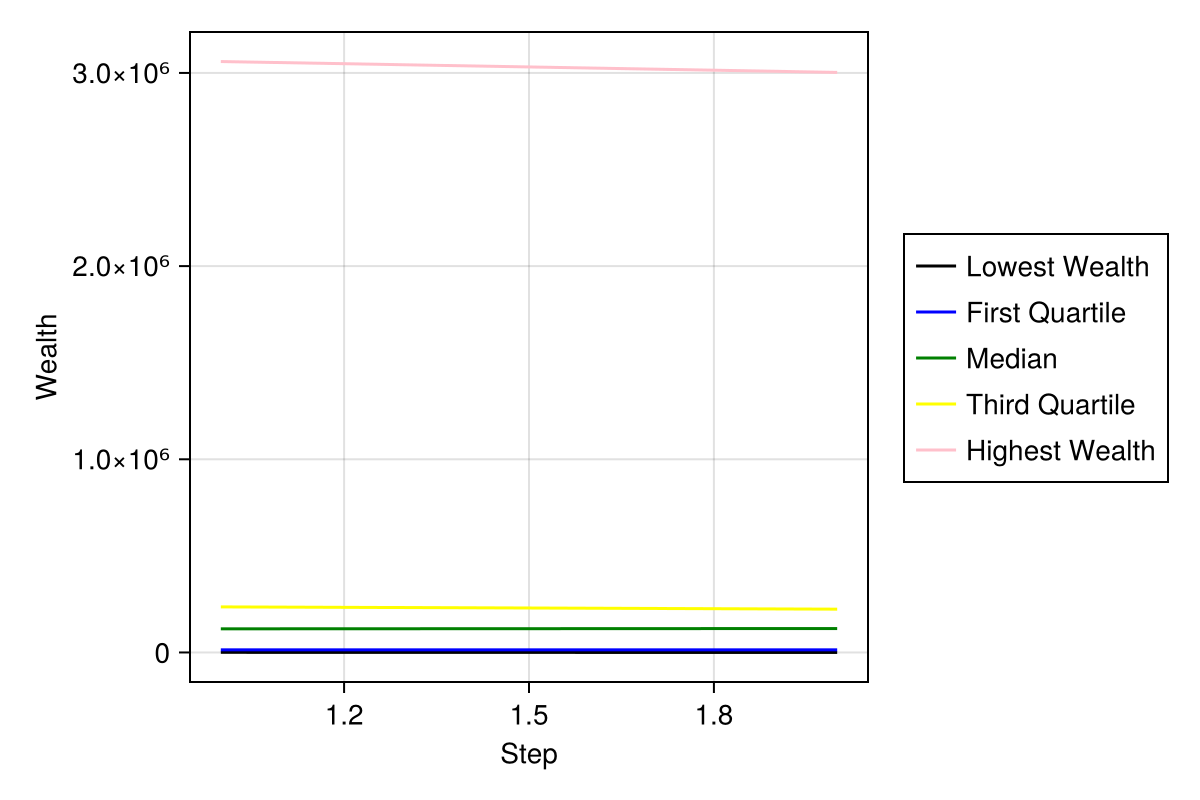 3.0×10⁶
2.0×10⁶
1.0×10⁶
0
Wealth
1.2
1.5
1.8
Step
Lowest Wealth
First Quartile
Median
Third Quartile
Highest Wealth